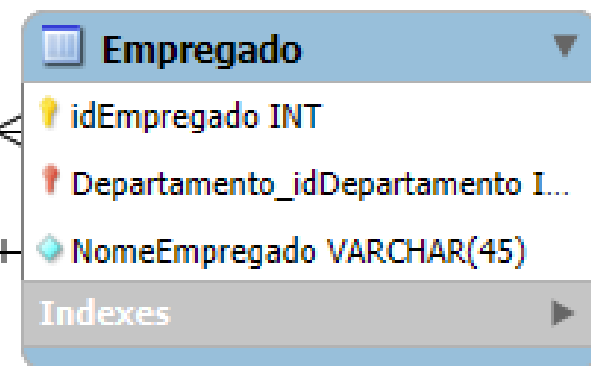 Empregado
idEmpregado INT
Departamento_idDepartamento I...
NomeEmpregado VARCHAR(45)
Indexes